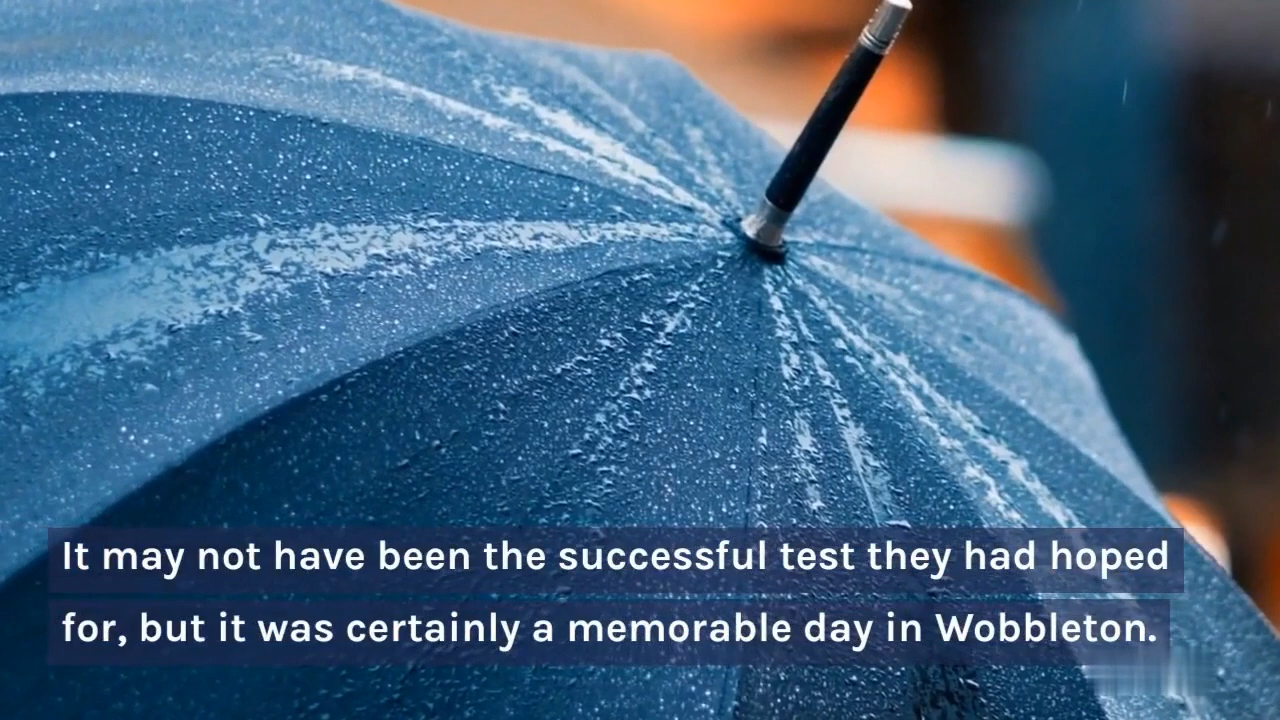 It may not have been the successful test they had hoped
for, but it was certainly a memorable day in Wobbleton.